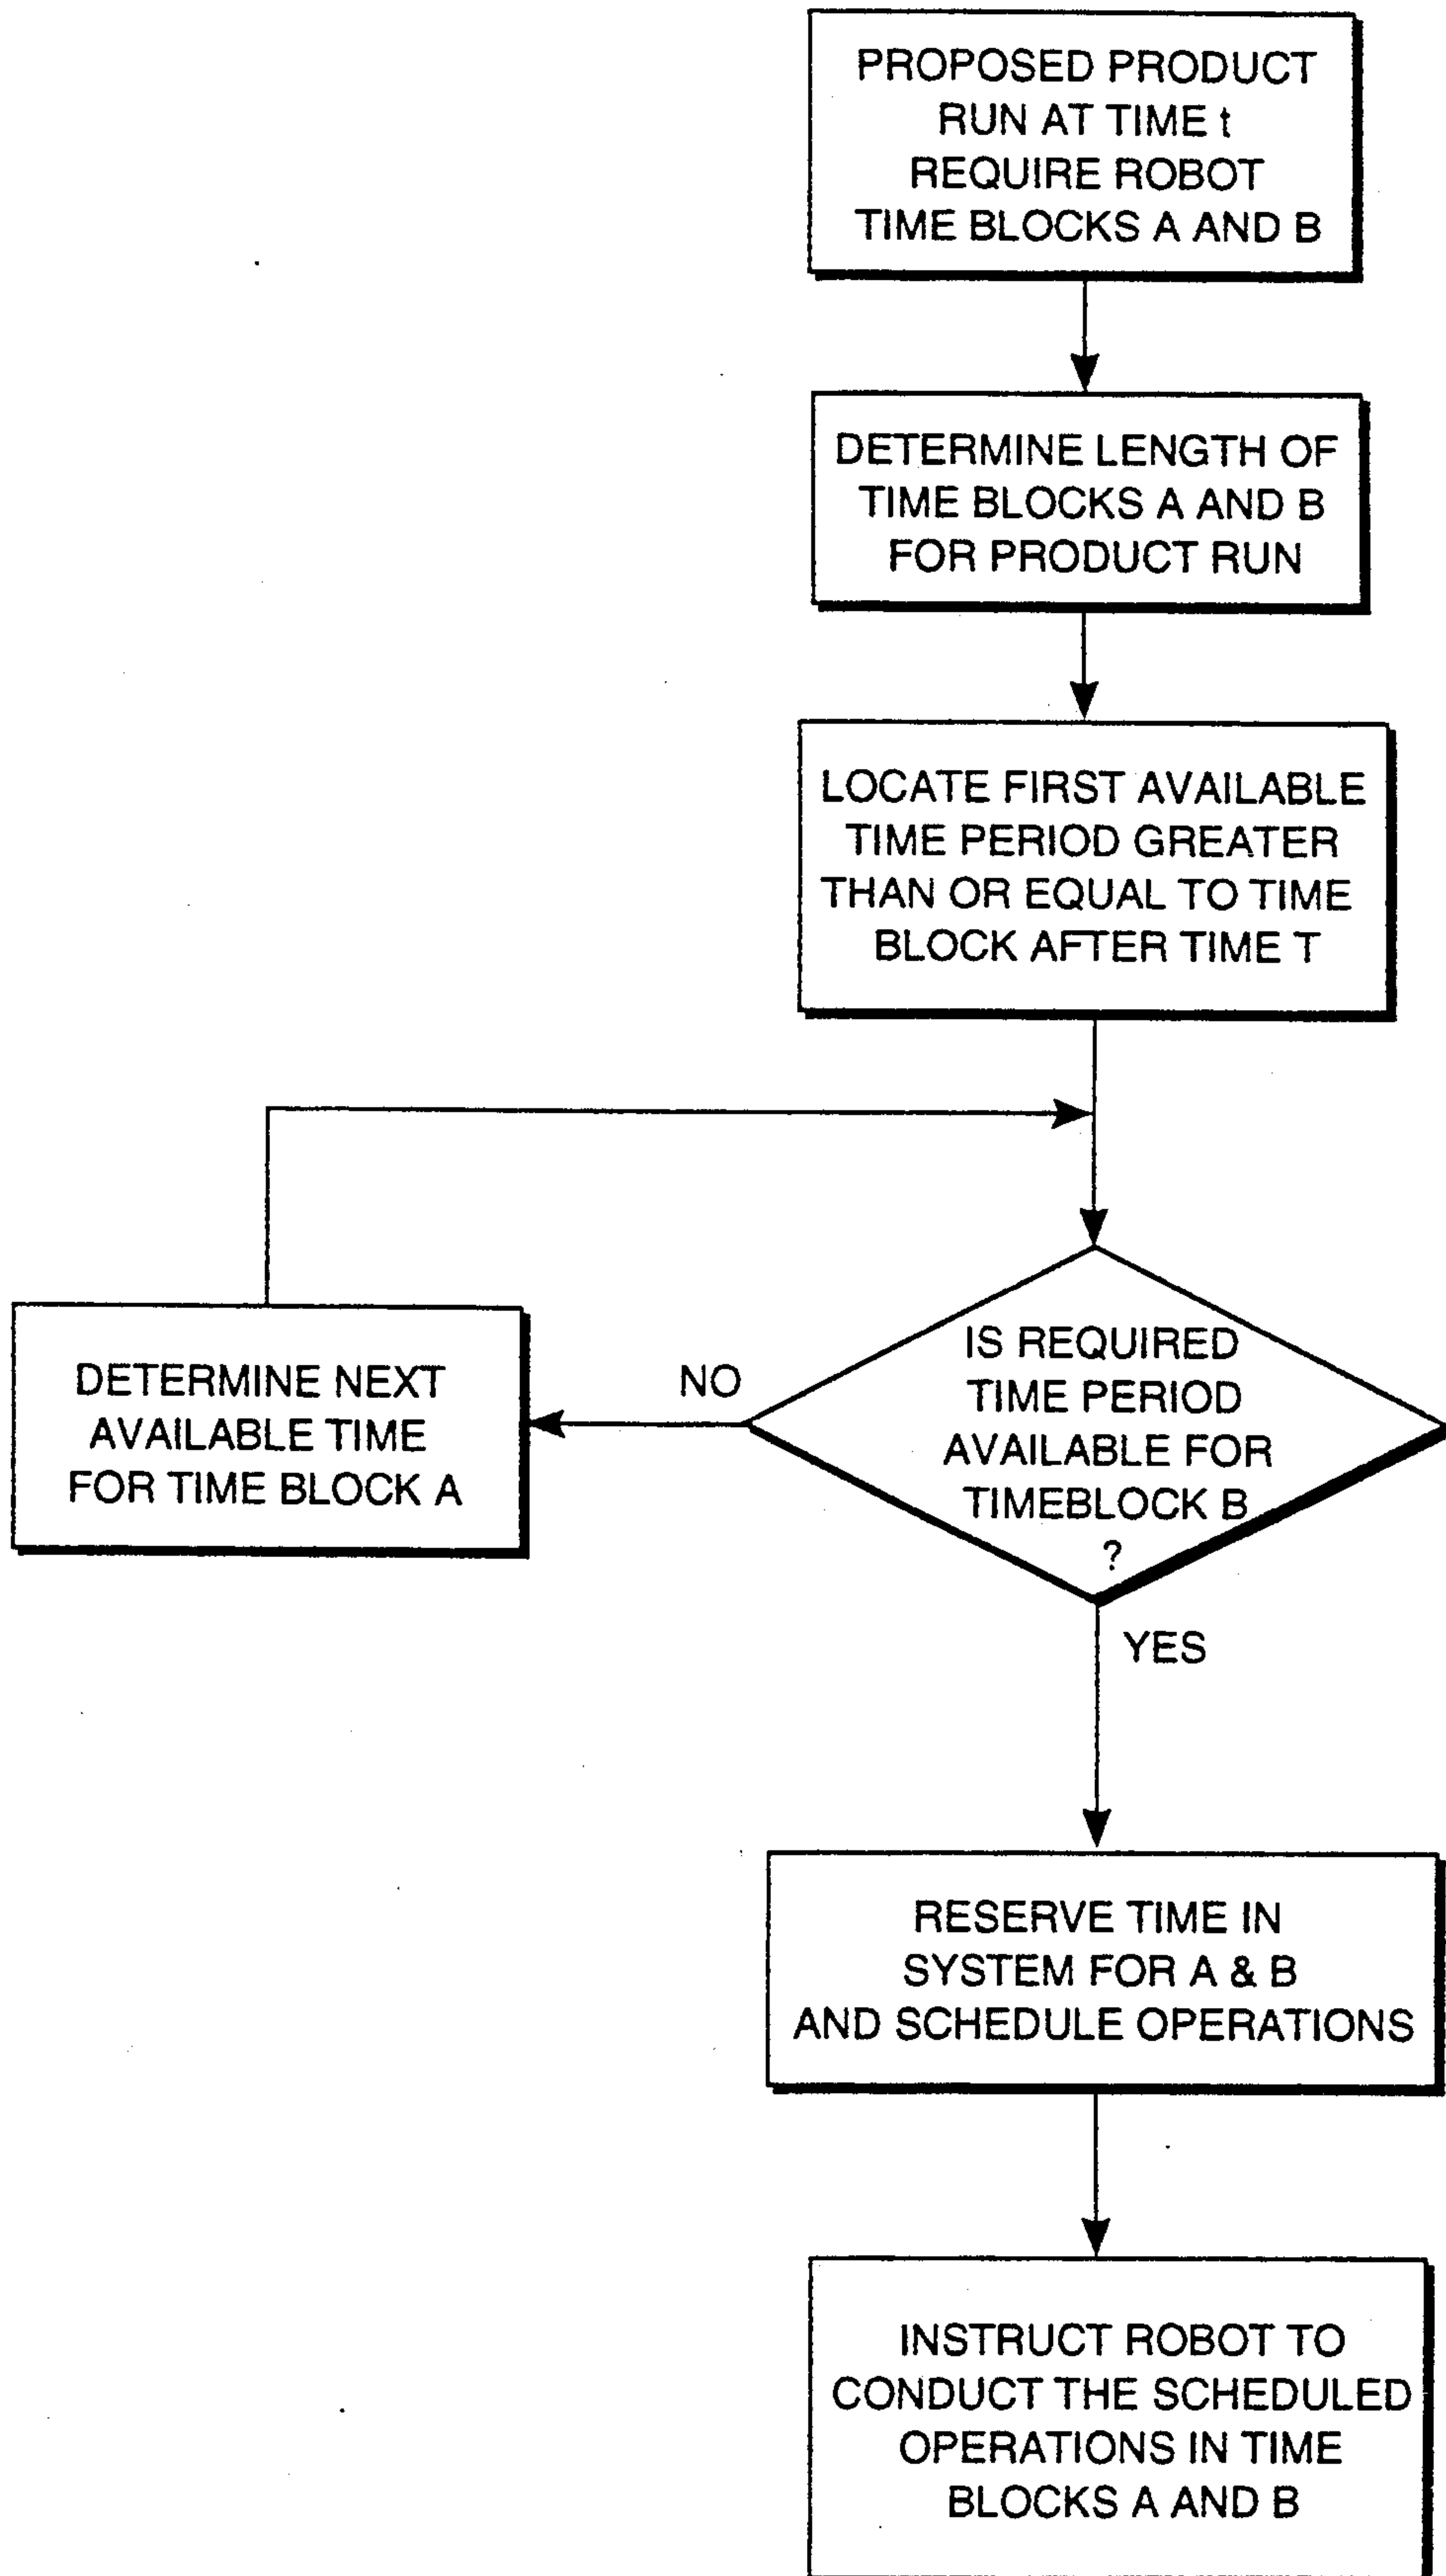 PROPOSED PRODUCT
RUN AT TIME t
REQUIRE ROBOT
TIME BLOCKS A AND B
DETERMINE LENGTH OF
TIME BLOCKS A AND B
FOR PRODUCT RUN
LOCATE FIRST AVAILABLE
TIME PERIOD GREATER
THAN OR EQUAL TO TIME
BLOCK AFTER TIME T
IS REQUIRED
TIME PERIOD
AVAILABLE FOR
TIMEBLOCK B
?
NO
DETERMINE NEXT
AVAILABLE TIME
FOR TIME BLOCK A
YES
RESERVE TIME IN
SYSTEM FOR A & B
AND SCHEDULE OPERATIONS
INSTRUCT ROBOT TO
CONDUCT THE SCHEDULED
OPERATIONS IN TIME
BLOCKS A AND B